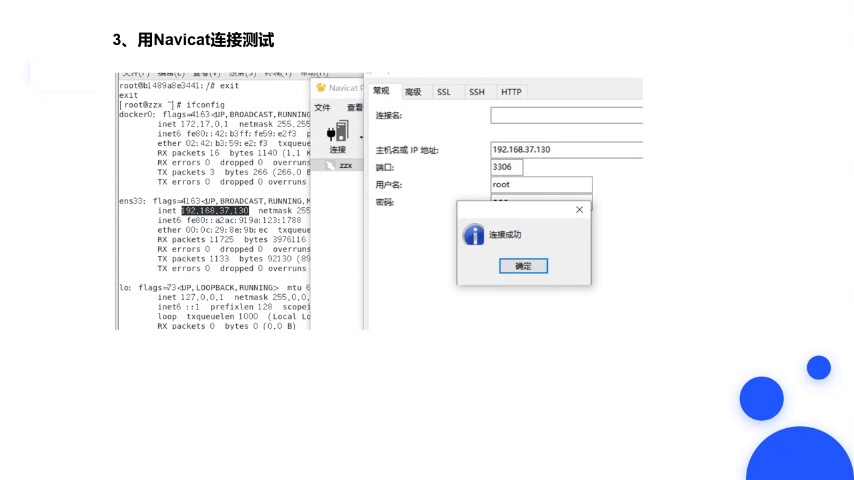 3、用Navicat连接测试
文件(F) 编辑(E) 查看(V) 搜索(S) 终端(T) 帮助(H)
root@b1489a8e3441:/# exit
exit
[root@zzx ~]# ifconfig
docker0: flags=4163<UP,BROADCAST,RUNNING
inet 172.17.0.1 netmask 255.255
inet6 fe80::42:b3ff:fe59:e2f3 p
ether 02:42:b3:59:e2:f3 txqueue
RX packets 16 bytes 1140 (1.1 K
RX errors 0 dropped 0 overruns
TX packets 3 bytes 266 (266.0 B
TX errors 0 dropped 0 overruns
ens33: flags=4163<UP,BROADCAST,RUNNING,M
inet 192.168.37.130 netmask 255
inet6 fe80::a2ac:919a:123:1788
ether 00:0c:29:8e:9b:ec txqueue
RX packets 11725 bytes 3976116
RX errors 0 dropped 0 overruns
TX packets 1133 bytes 92130 (89
TX errors 0 dropped 0 overruns
lo: flags=73<UP,LOOPBACK,RUNNING> mtu 6
inet 127.0.0.1 netmask 255.0.0.
inet6 ::1 prefixlen 128 scopei
loop txqueuelen 1000 (Local Lo
RX packets 0 bytes 0 (0.0 B)
Navicat P
文件 查看
连接
zzx
常规 高级 SSL SSH HTTP
连接名:
主机名或 IP 地址: 192.168.37.130
端口: 3306
用户名: root
密码:
连接成功
确定